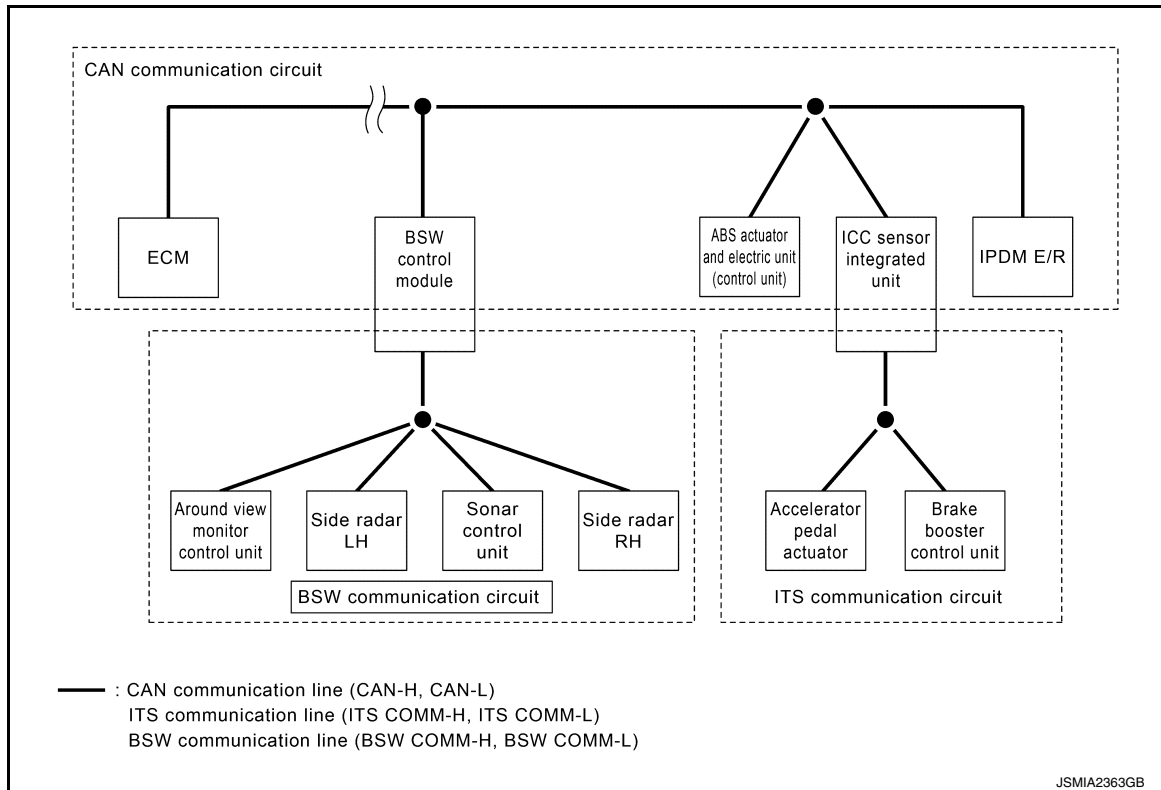 CAN communication circuit
ECM
BSW
control
module
ABS actuator
and electric unit
(control unit)
ICC sensor
integrated
unit
IPDM E/R
Around view
monitor
control unit
Side radar
LH
Sonar
control
unit
Side radar
RH
BSW communication circuit
Accelerator
pedal
actuator
Brake
booster
control unit
ITS communication circuit
: CAN communication line (CAN-H, CAN-L)
ITS communication line (ITS COMM-H, ITS COMM-L)
BSW communication line (BSW COMM-H, BSW COMM-L)
JSMIA2363GB